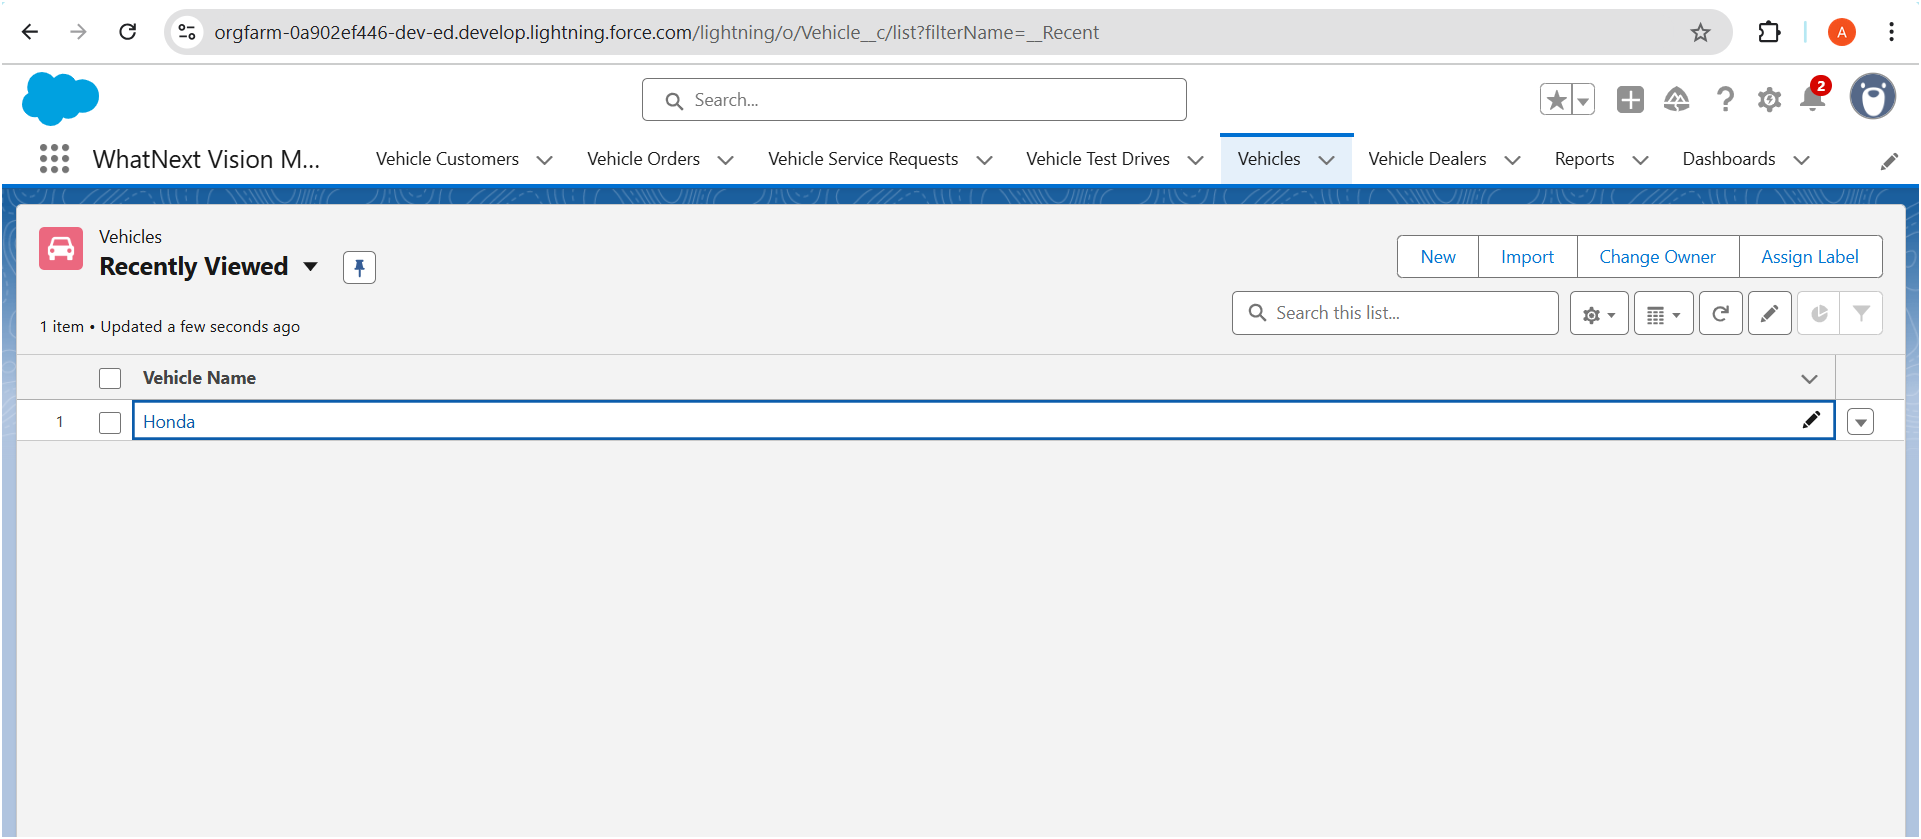 orgfarm-0a902ef446-dev-ed.develop.lightning.force.com/lightning/o/Vehicle__c/list?filterName=__Recent
A
Search...
2
WhatNext Vision M...
Vehicle Customers
Vehicle Orders
Vehicle Service Requests
Vehicle Test Drives
Vehicles
Vehicle Dealers
Reports
Dashboards
Vehicles
Recently Viewed
New
Import
Change Owner
Assign Label
1 item • Updated a few seconds ago
Search this list...
Vehicle Name
1
Honda